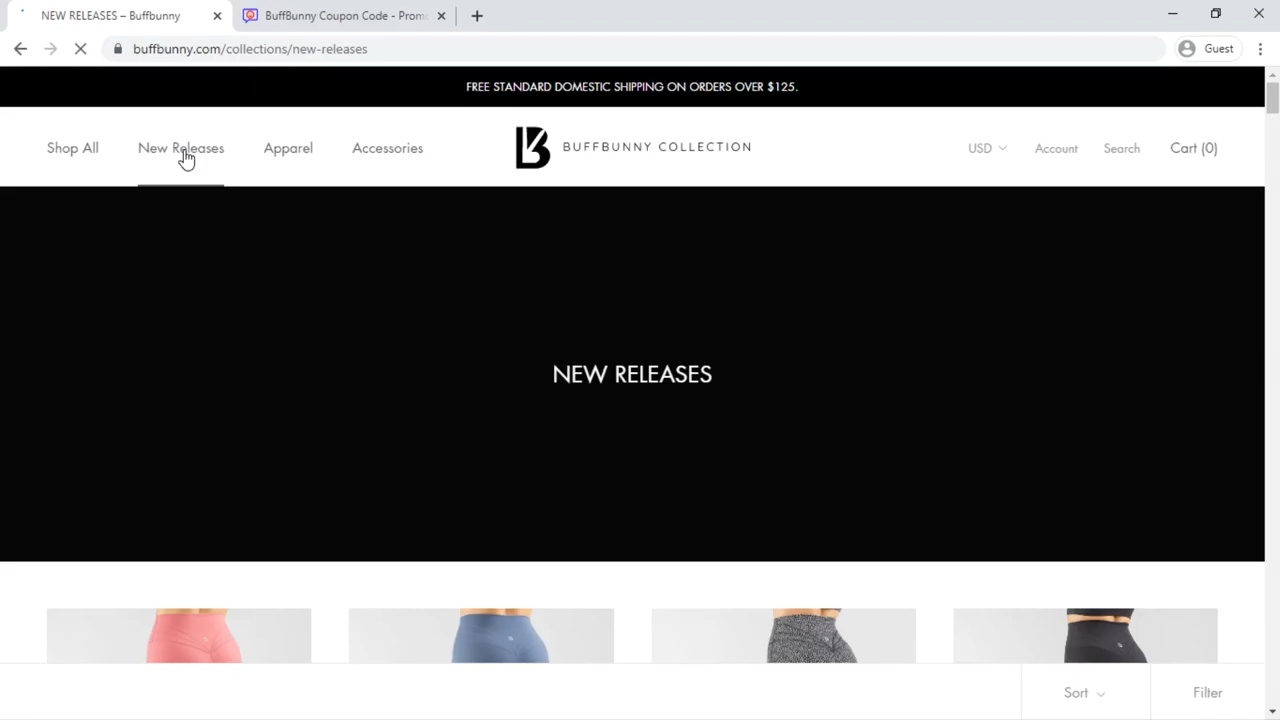 NEW RELEASES – Buffbunny
BuffBunny Coupon Code - Prom
buffbunny.com/collections/new-releases
Guest
FREE STANDARD DOMESTIC SHIPPING ON ORDERS OVER $125.
Shop All
New Releases
Apparel
Accessories
BUFFBUNNY COLLECTION
USD
Account
Search
Cart (0)
NEW RELEASES
Sort
Filter